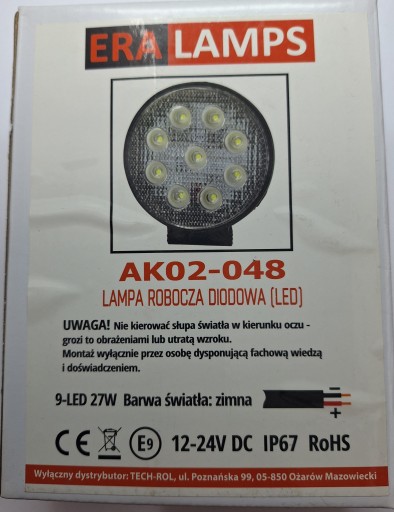 ERA LAMPS
AK02-048
LAMPA ROBOCZA DIODOWA (LED)
UWAGA! Nie kierować słupa światła w kierunku oczu -
grozi to obrażeniami lub utratą wzroku.
Montaż wyłącznie przez osobę dysponującą fachową wiedzą
i doświadczeniem.
9-LED 27W Barwa światła: zimna
- +
CE E9 12-24V DC IP67 RoHS
Wyłączny dystrybutor: TECH-ROL, ul. Poznańska 99, 05-850 Ożarów Mazowiecki